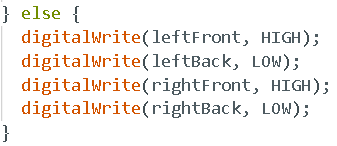 } else {
  digitalWrite(leftFront, HIGH);
  digitalWrite(leftBack, LOW);
  digitalWrite(rightFront, HIGH);
  digitalWrite(rightBack, LOW);
}